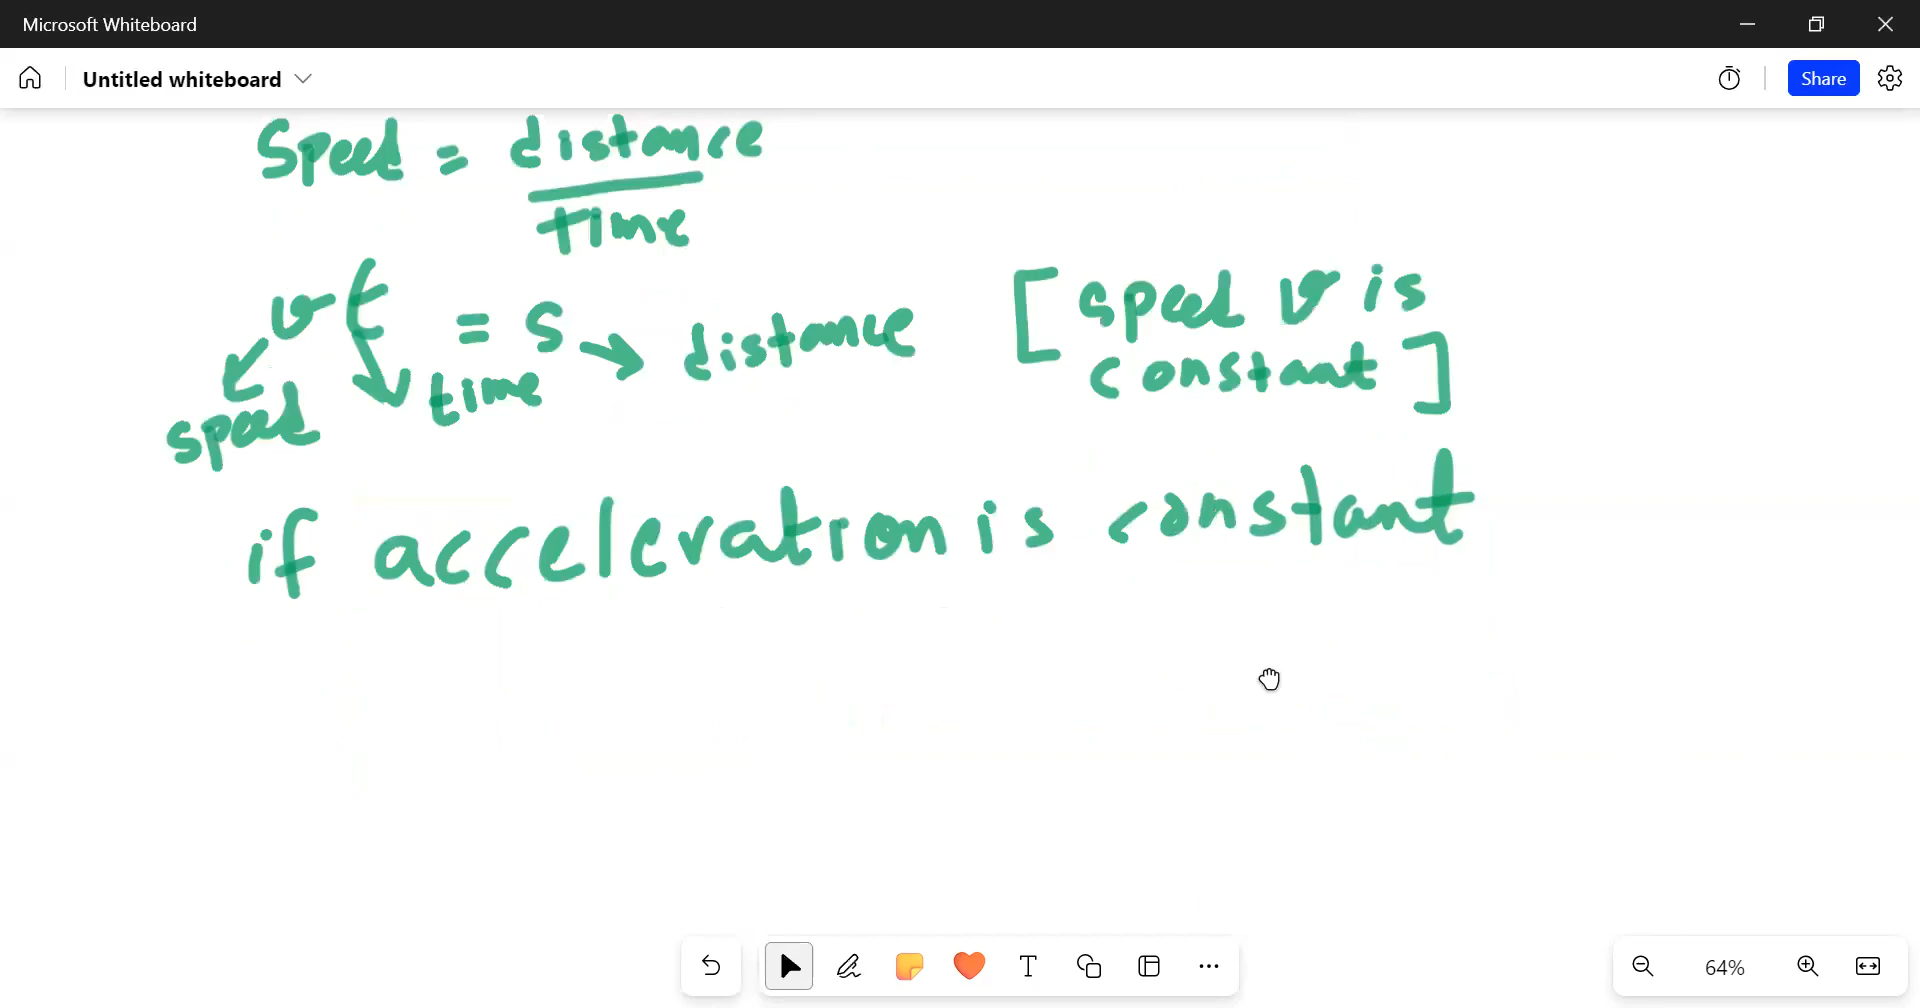 Microsoft Whiteboard
Untitled whiteboard
Share
Speed = distance
time
vt = s → distance
time
speed
[speed v is
constant]
if acceleration is constant
T
64%